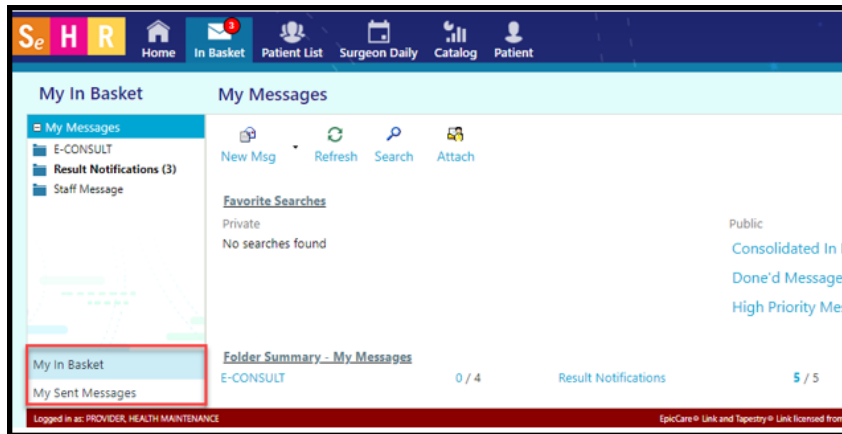 Se H R
3
Home In Basket Patient List Surgeon Daily Catalog Patient
My In Basket
My Messages
E-CONSULT
Result Notifications (3)
Staff Message
My In Basket
My Sent Messages
My Messages
New Msg Refresh Search Attach
Favorite Searches
Private
No searches found
Public
Consolidated In
Done'd Message
High Priority Me
Folder Summary - My Messages
E-CONSULT 0 / 4 Result Notifications 5 / 5
Logged in as: PROVIDER, HEALTH MAINTENANCE EpicCare® Link and Tapestry® Link licensed from